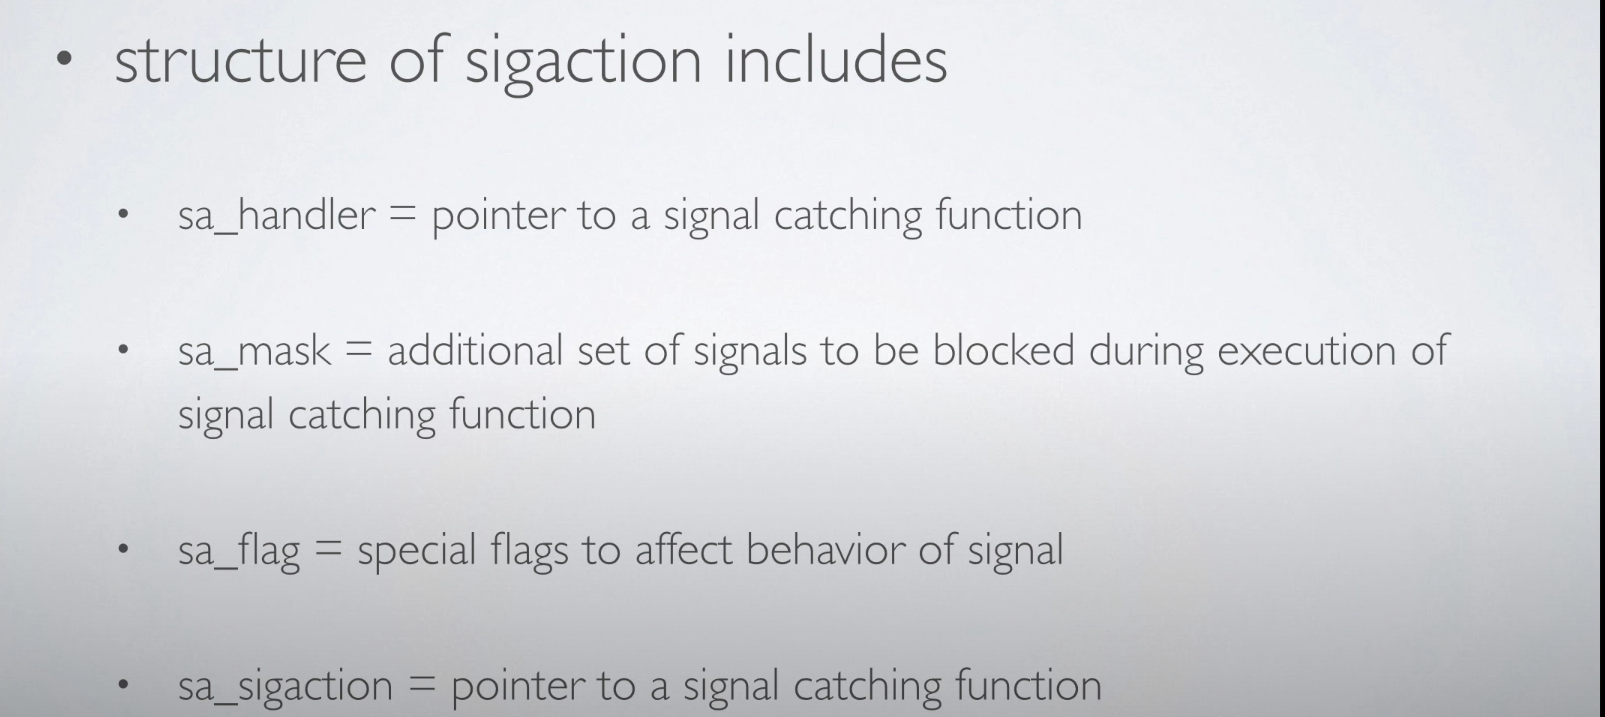 • structure of sigaction includes
• sa_handler = pointer to a signal catching function
• sa_mask = additional set of signals to be blocked during execution of
signal catching function
• sa_flag = special flags to affect behavior of signal
• sa_sigaction = pointer to a signal catching function